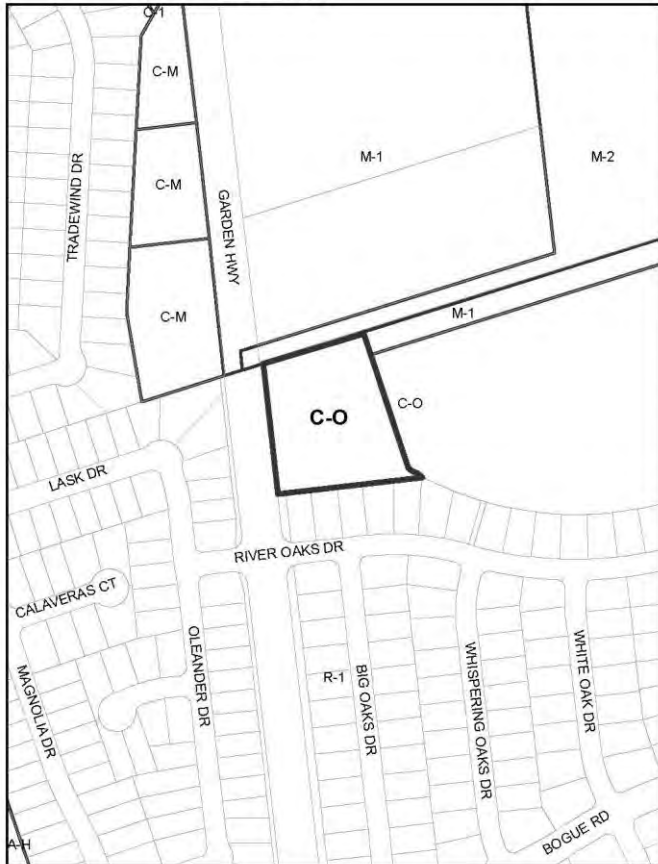 C-1
C-M
M-1
M-2
C-M
TRADEWIND DR
GARDEN HWY
C-M
M-1
C-O
C-O
LASK DR
RIVER OAKS DR
CALAVERAS CT
OLEANDER DR
MAGNOLIA DR
R-1
BIG OAKS DR
WHISPERING OAKS DR
WHITE OAK DR
BOGUE RD
A-H